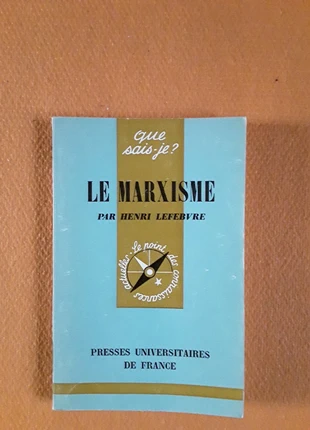 que
sais-je?
LE MARXISME
PAR HENRI LEFEBVRE
Le point des connaissances actuelles
PRESSES UNIVERSITAIRES
DE FRANCE